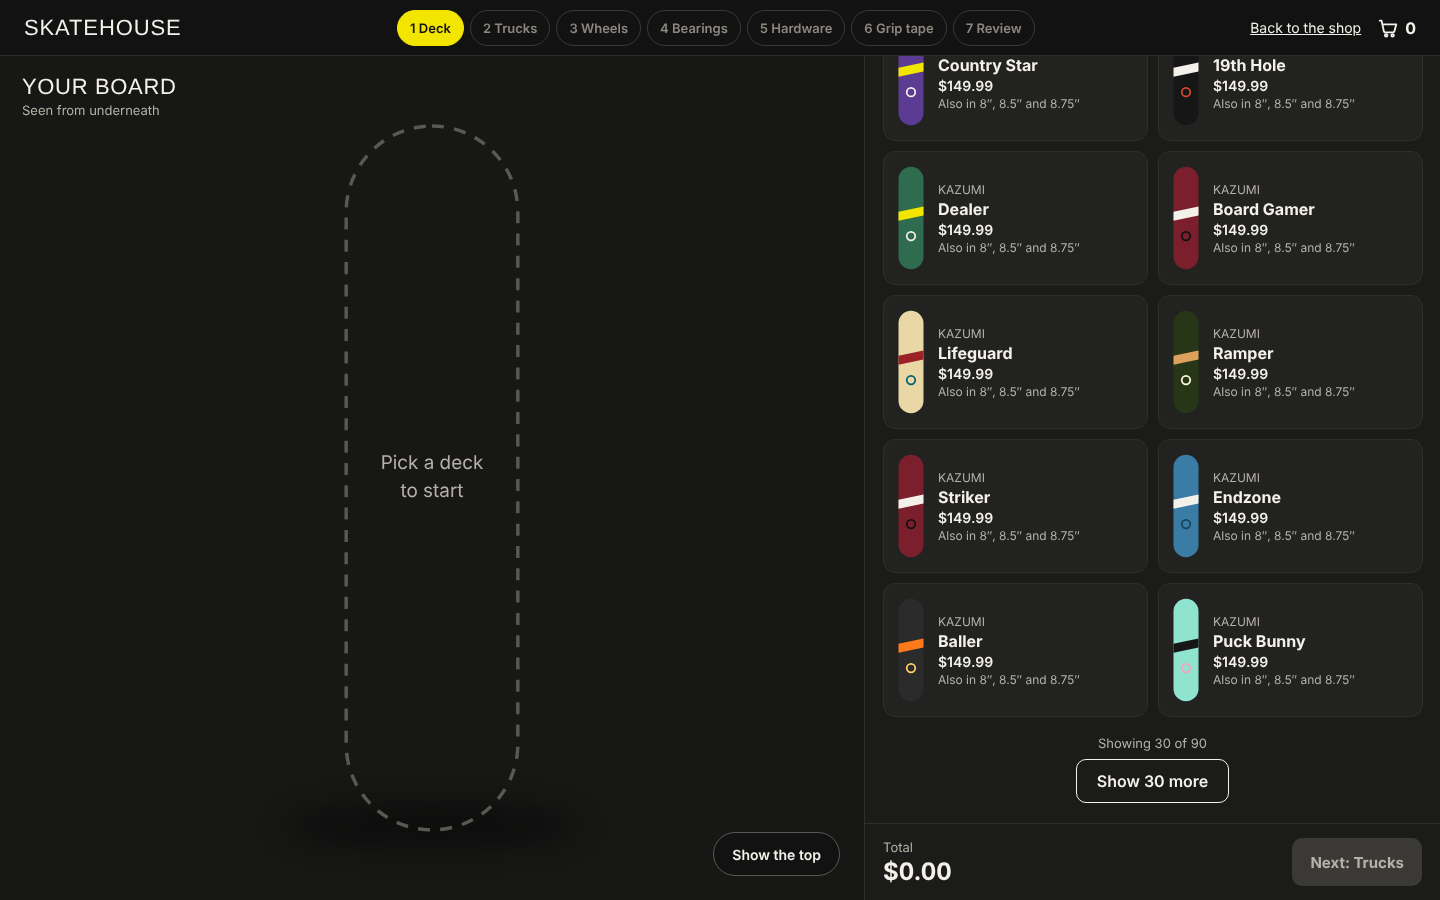 SKATEHOUSE
1 Deck
2 Trucks
3 Wheels
4 Bearings
5 Hardware
6 Grip tape
7 Review
Back to the shop
0
YOUR BOARD
Seen from underneath
Pick a deck
to start
Show the top
Country Star
$149.99
Also in 8″, 8.5″ and 8.75″
19th Hole
$149.99
Also in 8″, 8.5″ and 8.75″
KAZUMI
Dealer
$149.99
Also in 8″, 8.5″ and 8.75″
KAZUMI
Board Gamer
$149.99
Also in 8″, 8.5″ and 8.75″
KAZUMI
Lifeguard
$149.99
Also in 8″, 8.5″ and 8.75″
KAZUMI
Ramper
$149.99
Also in 8″, 8.5″ and 8.75″
KAZUMI
Striker
$149.99
Also in 8″, 8.5″ and 8.75″
KAZUMI
Endzone
$149.99
Also in 8″, 8.5″ and 8.75″
KAZUMI
Baller
$149.99
Also in 8″, 8.5″ and 8.75″
KAZUMI
Puck Bunny
$149.99
Also in 8″, 8.5″ and 8.75″
Showing 30 of 90
Show 30 more
Total
$0.00
Next: Trucks